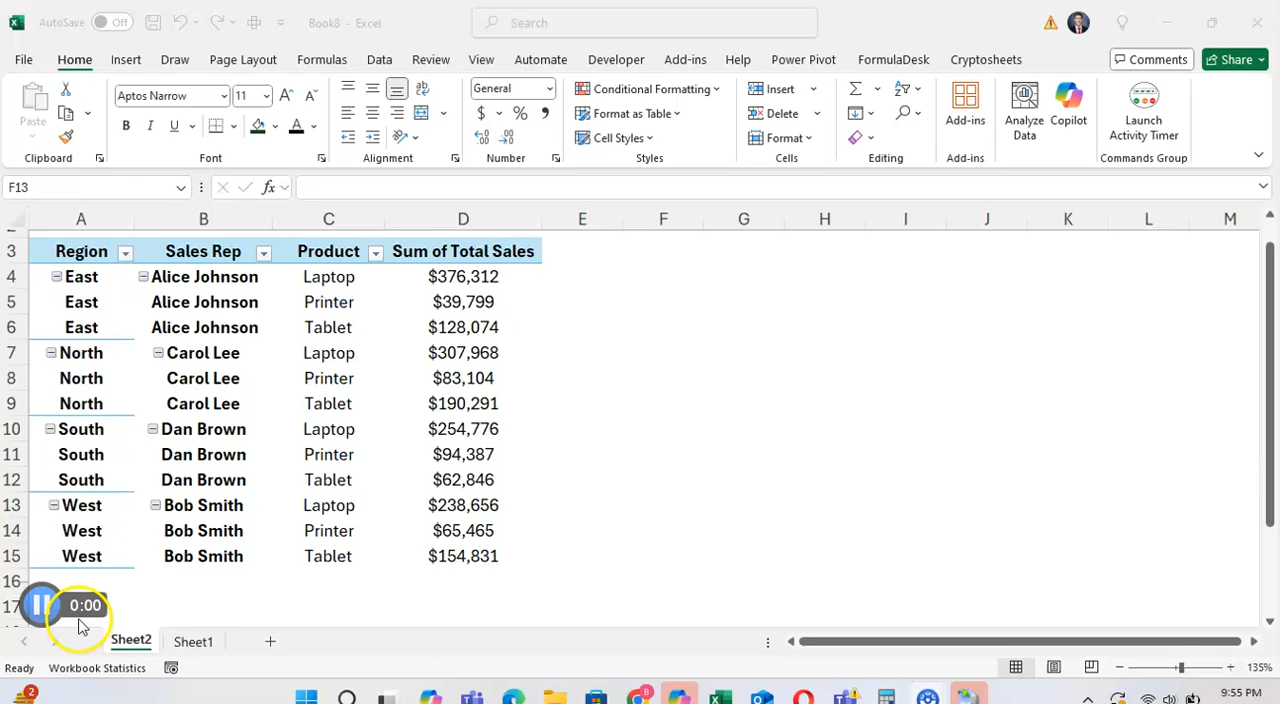 AutoSave Off Book8 - Excel Search
File Home Insert Draw Page Layout Formulas Data Review View Automate Developer Add-ins Help Power Pivot FormulaDesk Cryptosheets Comments Share
Paste Aptos Narrow 11 General Conditional Formatting Insert
B I U $ % Format as Table Delete Add-ins Analyze Data Copilot Launch Activity Timer
Cell Styles Format
Clipboard Font Alignment Number Styles Cells Editing Add-ins Commands Group
F13 fx
A B C D E F G H I J K L M
3 Region Sales Rep Product Sum of Total Sales
4 East Alice Johnson Laptop $376,312
5 East Alice Johnson Printer $39,799
6 East Alice Johnson Tablet $128,074
7 North Carol Lee Laptop $307,968
8 North Carol Lee Printer $83,104
9 North Carol Lee Tablet $190,291
10 South Dan Brown Laptop $254,776
11 South Dan Brown Printer $94,387
12 South Dan Brown Tablet $62,846
13 West Bob Smith Laptop $238,656
14 West Bob Smith Printer $65,465
15 West Bob Smith Tablet $154,831
16
17 0:00
Sheet2 Sheet1
Ready Workbook Statistics 135%
2 9:55 PM